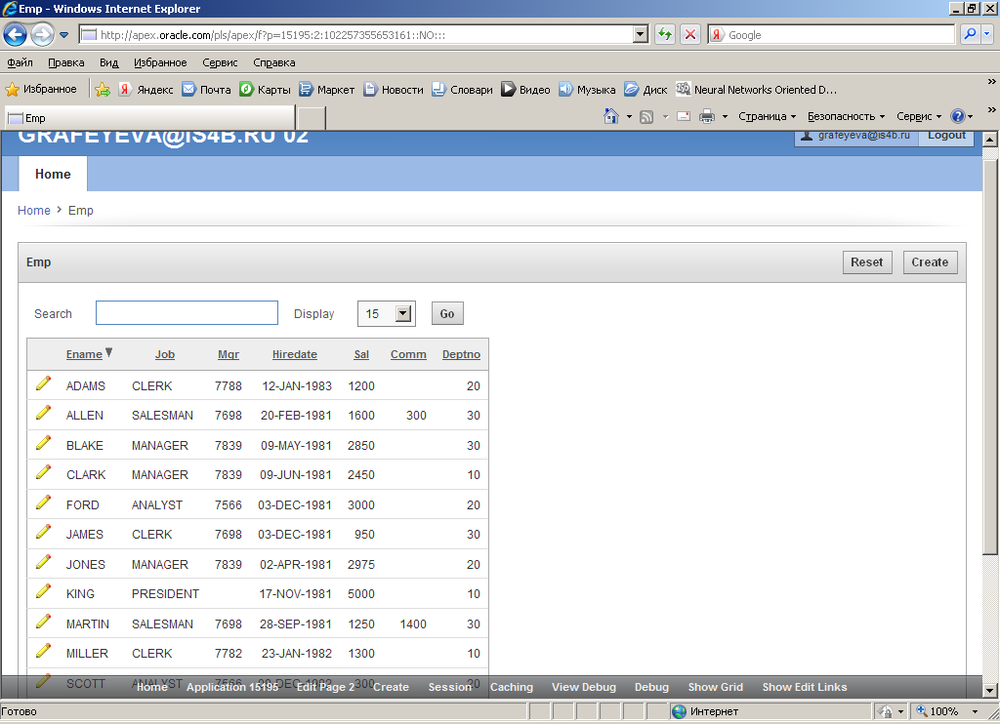 Emp - Windows Internet Explorer
http://apex.oracle.com/pls/apex/f?p=15195:2:102257355653161::NO:::
Google
Файл Правка Вид Избранное Сервис Справка
Избранное Яндекс Почта Карты Маркет Новости Словари Видео Музыка Диск Neural Networks Oriented D... »
Emp Страница Безопасность Сервис »
GRAFEYEVA@IS4B.RU 02 grafeyeva@is4b.ru Logout
Home
Home > Emp
Emp Reset Create
Search Display 15 Go
Ename Job Mgr Hiredate Sal Comm Deptno
ADAMS CLERK 7788 12-JAN-1983 1200 20
ALLEN SALESMAN 7698 20-FEB-1981 1600 300 30
BLAKE MANAGER 7839 09-MAY-1981 2850 30
CLARK MANAGER 7839 09-JUN-1981 2450 10
FORD ANALYST 7566 03-DEC-1981 3000 20
JAMES CLERK 7698 03-DEC-1981 950 30
JONES MANAGER 7839 02-APR-1981 2975 20
KING PRESIDENT 17-NOV-1981 5000 10
MARTIN SALESMAN 7698 28-SEP-1981 1250 1400 30
MILLER CLERK 7782 23-JAN-1982 1300 10
SCOTT ANALYST 7566 20
Home Application 15195 Edit Page 2 Create Session Caching View Debug Debug Show Grid Show Edit Links
Готово Интернет 100%